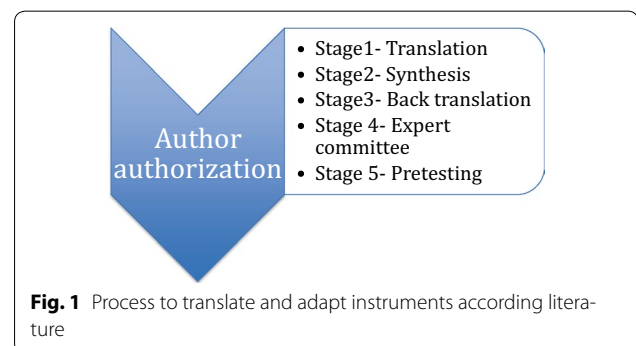 Author
authorization
• Stage1- Translation
• Stage2- Synthesis
• Stage3- Back translation
• Stage 4- Expert
committee
• Stage 5- Pretesting
Fig. 1 Process to translate and adapt instruments according litera-
ture